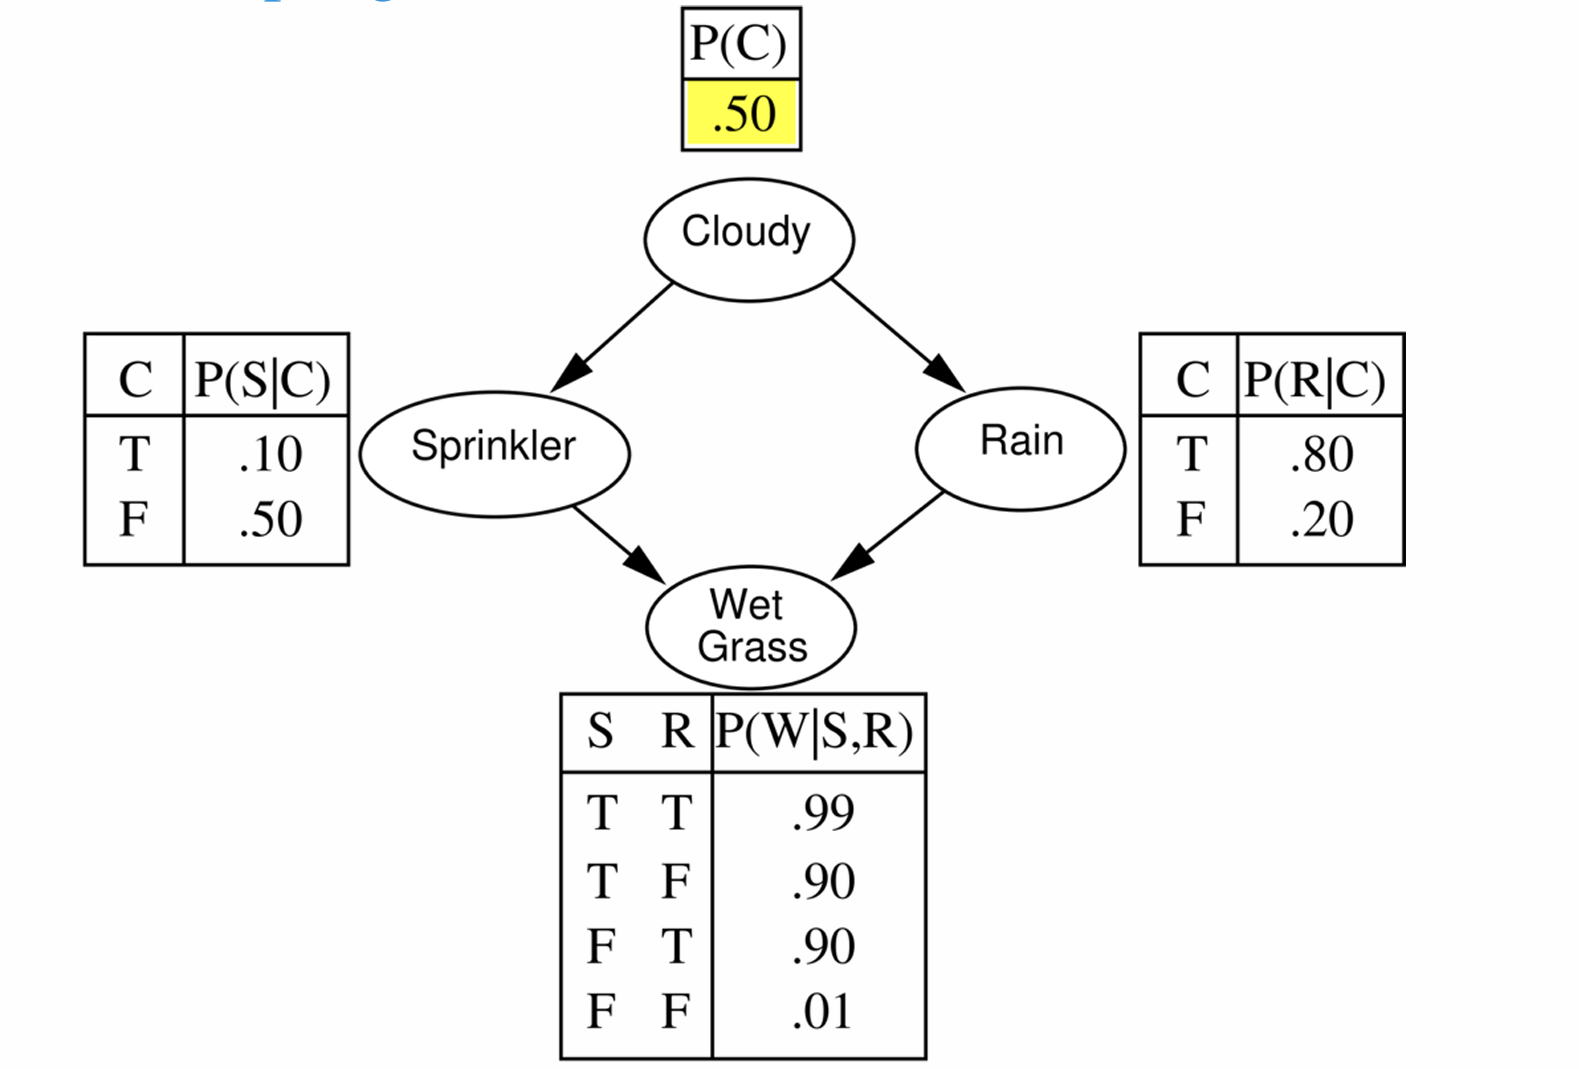 P(C)
.50
Cloudy
C P(S|C)
T .10
F .50
Sprinkler
Rain
C P(R|C)
T .80
F .20
Wet
Grass
S R P(W|S,R)
T T .99
T F .90
F T .90
F F .01